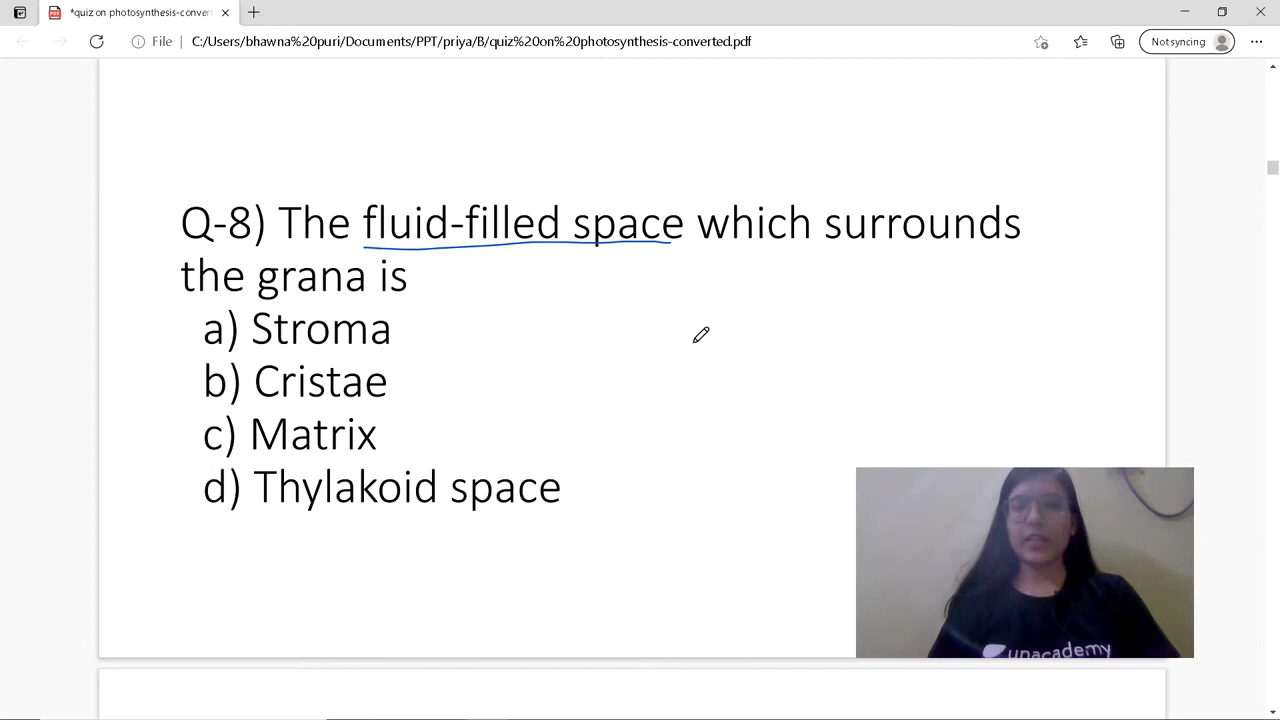 *quiz on photosynthesis-convert
File
C:/Users/bhawna%20puri/Documents/PPT/priya/B/quiz%20on%20photosynthesis-converted.pdf
Not syncing
Q-8) The fluid-filled space which surrounds
the grana is
a) Stroma
b) Cristae
c) Matrix
d) Thylakoid space
unacademy